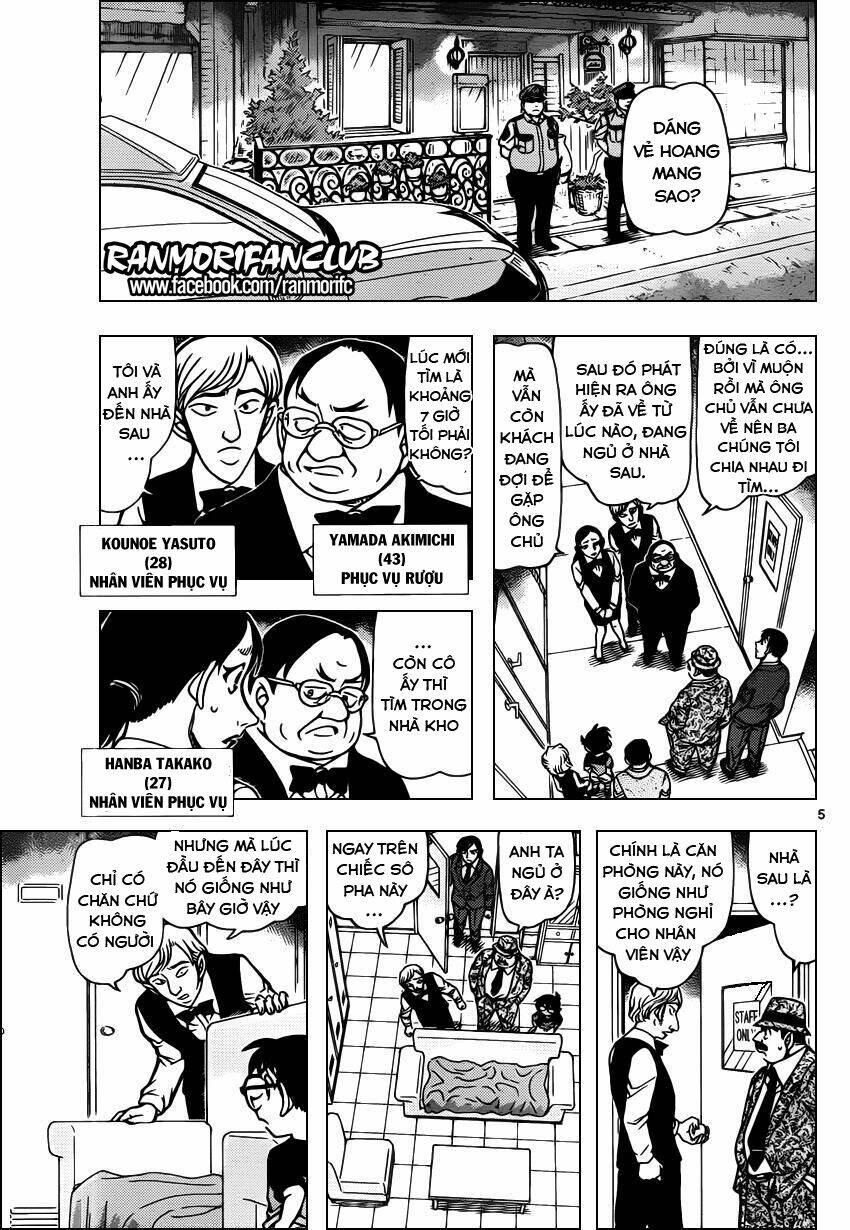 DÁNG
VẺ HOANG
MANG
SAO?
RANMORIFANCLUB
www.facebook.com/ranmorifc
ĐÚNG LÀ CÓ...
BỞI VÌ MUỘN
RỒI MÀ ÔNG
CHỦ VẪN CHƯA
VỀ NÊN BA
CHÚNG TÔI
CHIA NHAU ĐI
TÌM...
SAU ĐÓ PHÁT
HIỆN RA ÔNG
ẤY ĐÃ VỀ TỪ
LÚC NÀO, ĐANG
NGỦ Ở NHÀ
SAU.
MÀ
VẪN
CÒN
KHÁCH
ĐANG
ĐỢI ĐỂ
GẶP
ÔNG
CHỦ
LÚC MỚI
TÌM LÀ
KHOẢNG
7 GIỜ
TỐI PHẢI
KHÔNG?
TÔI VÀ
ANH ẤY
ĐẾN NHÀ
SAU
...
KOUNOE YASUTO
(28)
NHÂN VIÊN PHỤC VỤ
YAMADA AKIMICHI
(43)
PHỤC VỤ RƯỢU
...
CÒN CÔ
ẤY THÌ
TÌM TRONG
NHÀ KHO
HANBA TAKAKO
(27)
NHÂN VIÊN PHỤC VỤ
5
NHÀ
SAU LÀ
...?
CHÍNH LÀ CĂN
PHÒNG NÀY, NÓ
GIỐNG NHƯ
PHÒNG NGHỈ
CHO NHÂN
VIÊN VẬY
STAFF
ONLY
ANH TA
NGỦ Ở
ĐÂY À?
NGAY TRÊN
CHIẾC SÔ
PHA NÀY
...
NHƯNG MÀ LÚC
ĐẦU ĐẾN ĐÂY THÌ
NÓ GIỐNG NHƯ
BÂY GIỜ VẬY
CHỈ CÓ
CHĂN CHỨ
KHÔNG
CÓ NGƯỜI